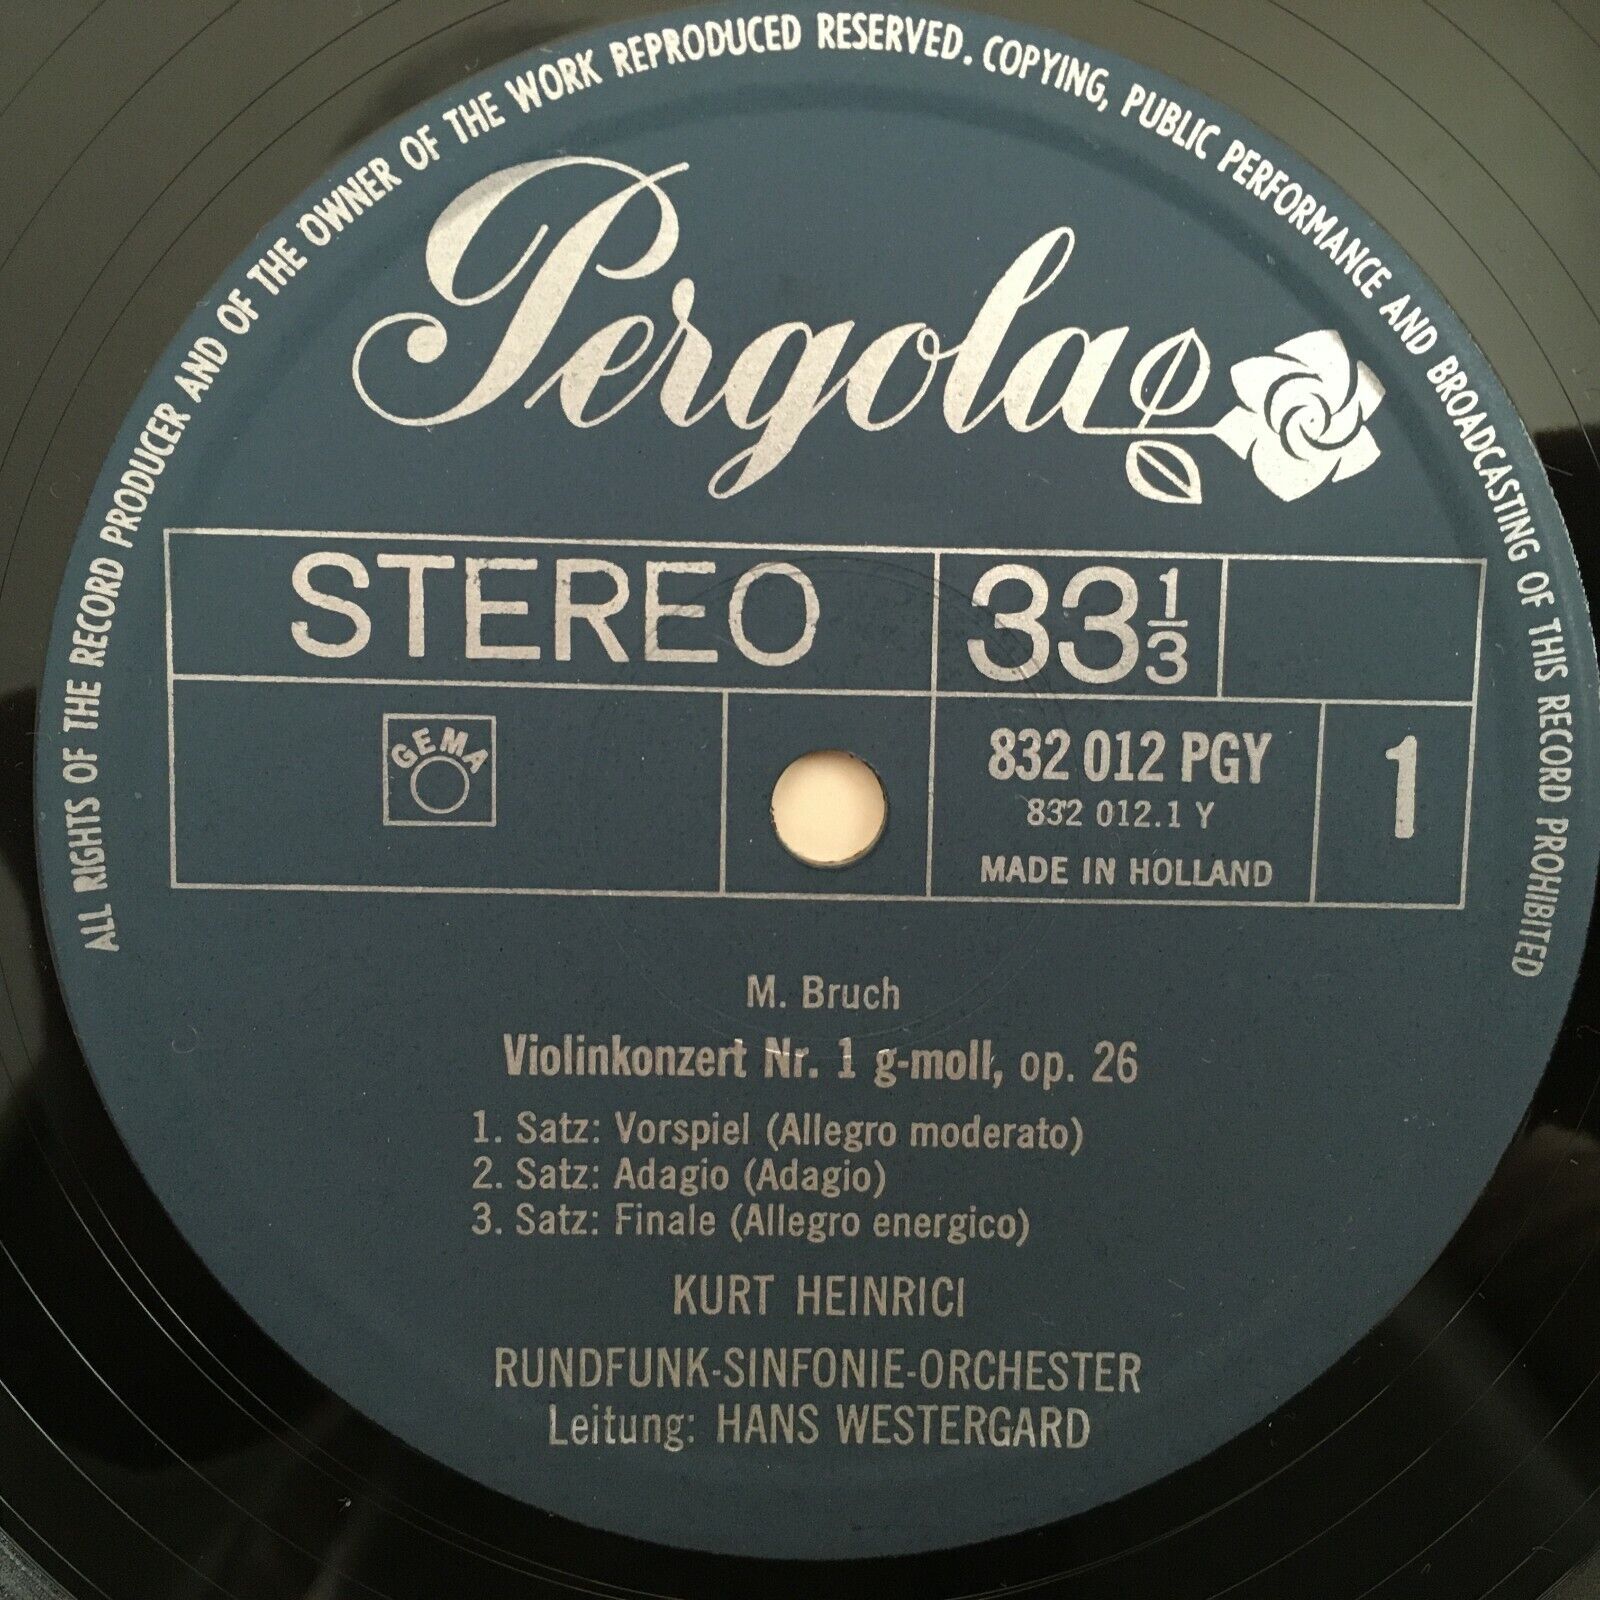 ALL RIGHTS OF THE RECORD PRODUCER AND OF THE OWNER OF THE WORK REPRODUCED RESERVED. COPYING, PUBLIC PERFORMANCE AND BROADCASTING OF THIS RECORD PROHIBITED
Pergola
STEREO 33 1/3
GEMA
832 012 PGY 1
832 012.1 Y
MADE IN HOLLAND
M. Bruch
Violinkonzert Nr. 1 g-moll, op. 26
1. Satz: Vorspiel (Allegro moderato)
2. Satz: Adagio (Adagio)
3. Satz: Finale (Allegro energico)
KURT HEINRICI
RUNDFUNK-SINFONIE-ORCHESTER
Leitung: HANS WESTERGARD